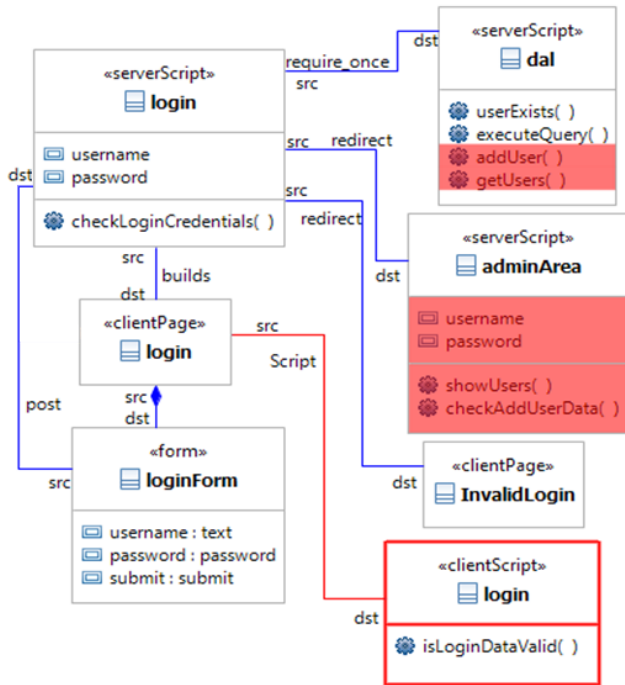 «serverScript»
login
username
password
checkLoginCredentials( )
require_once
src
dst
«serverScript»
dal
userExists( )
executeQuery( )
addUser( )
getUsers( )
src
redirect
dst
src
redirect
dst
«serverScript»
adminArea
username
password
showUsers( )
checkAddUserData( )
src
builds
dst
«clientPage»
login
src
Script
dst
src
dst
dst
post
src
«form»
loginForm
username : text
password : password
submit : submit
«clientPage»
InvalidLogin
«clientScript»
login
isLoginDataValid( )